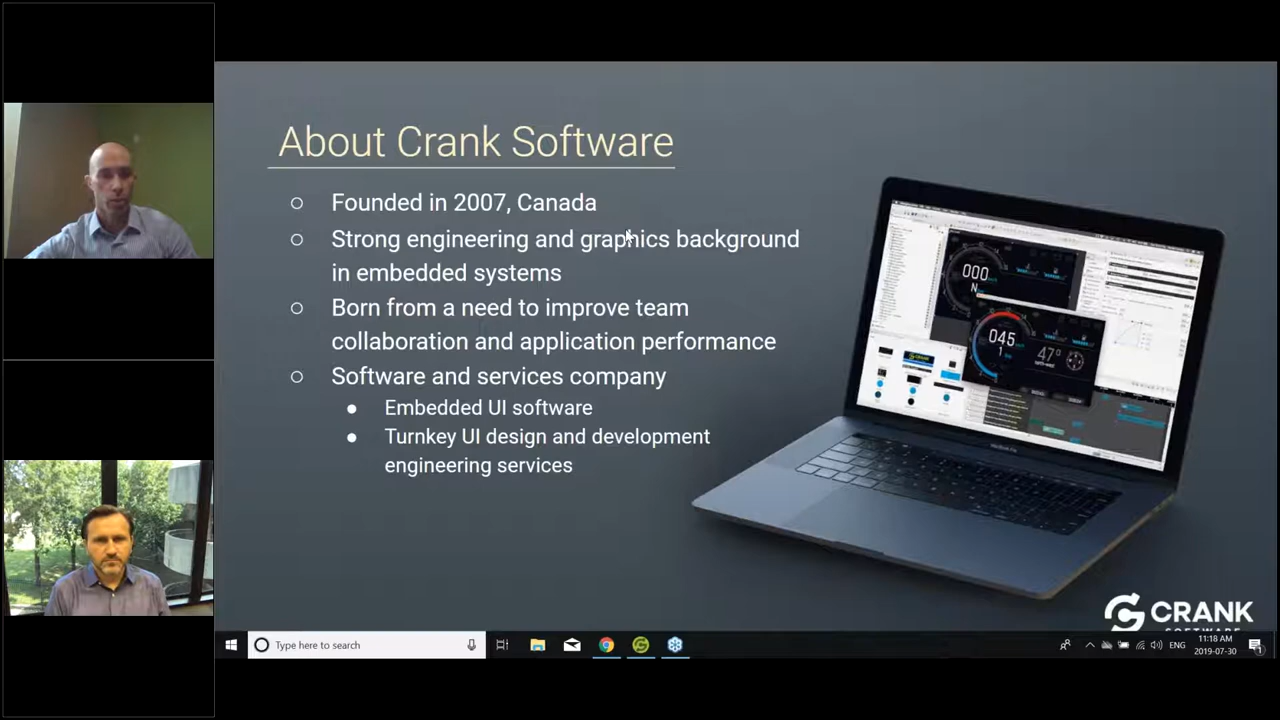 About Crank Software
○ Founded in 2007, Canada
○ Strong engineering and graphics background
in embedded systems
○ Born from a need to improve team
collaboration and application performance
○ Software and services company
● Embedded UI software
● Turnkey UI design and development
engineering services
000
N
045
1
47°
CRANK
SOFTWARE
Type here to search
ENG
11:18 AM
2019-07-30